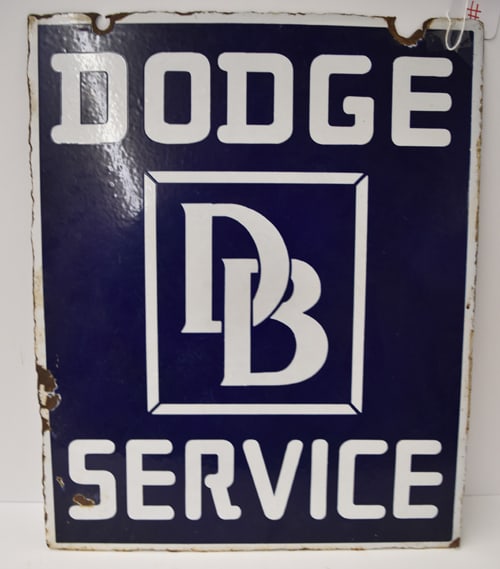 DODGE
DB
SERVICE
#